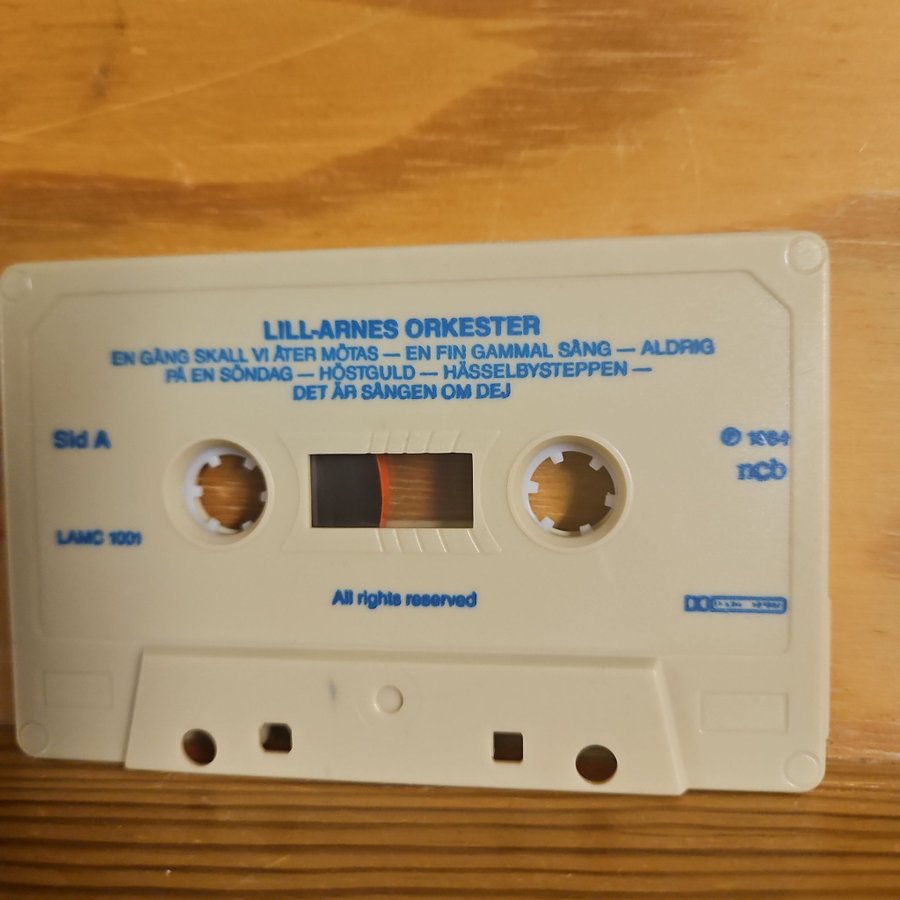 LILL-ARNES ORKESTER
EN GÅNG SKALL VI ÅTER MÖTAS — EN FIN GAMMAL SÅNG — ALDRIG
PÅ EN SÖNDAG — HÖSTGULD — HÄSSELBYSTEPPEN —
DET ÄR SÅNGEN OM DEJ
Sid A
℗ 1984
ncb
LAMC 1001
All rights reserved